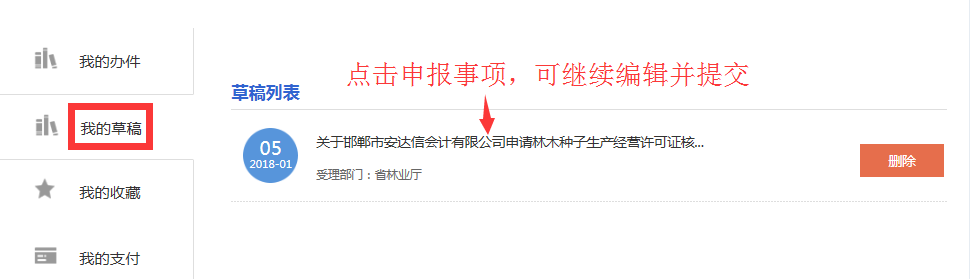 我的办件
我的草稿
我的收藏
我的支付
点击申报事项，可继续编辑并提交
草稿列表
05
2018-01
关于邯郸市安达信会计有限公司申请林木种子生产经营许可证核...
受理部门：省林业厅
删除